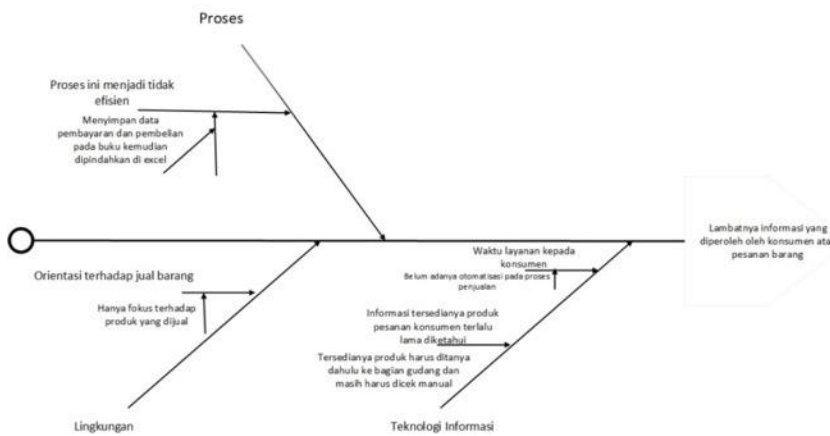 Proses
Proses ini menjadi tidak
efisien
Menyimpan data
pembayaran dan pembelian
pada buku kemudian
dipindahkan di excel
Lambatnya informasi yang
diperoleh oleh konsumen ata
pesanan barang
Waktu layanan kepada
konsumen
Belum adanya otomatisasi pada proses
penjualan
Orientasi terhadap jual barang
Hanya fokus terhadap
produk yang dijual
Informasi tersedianya produk
pesanan konsumen terlalu
lama diketahui
Tersedianya produk harus ditanya
dahulu ke bagian gudang dan
masih harus dicek manual
Lingkungan
Teknologi Informasi